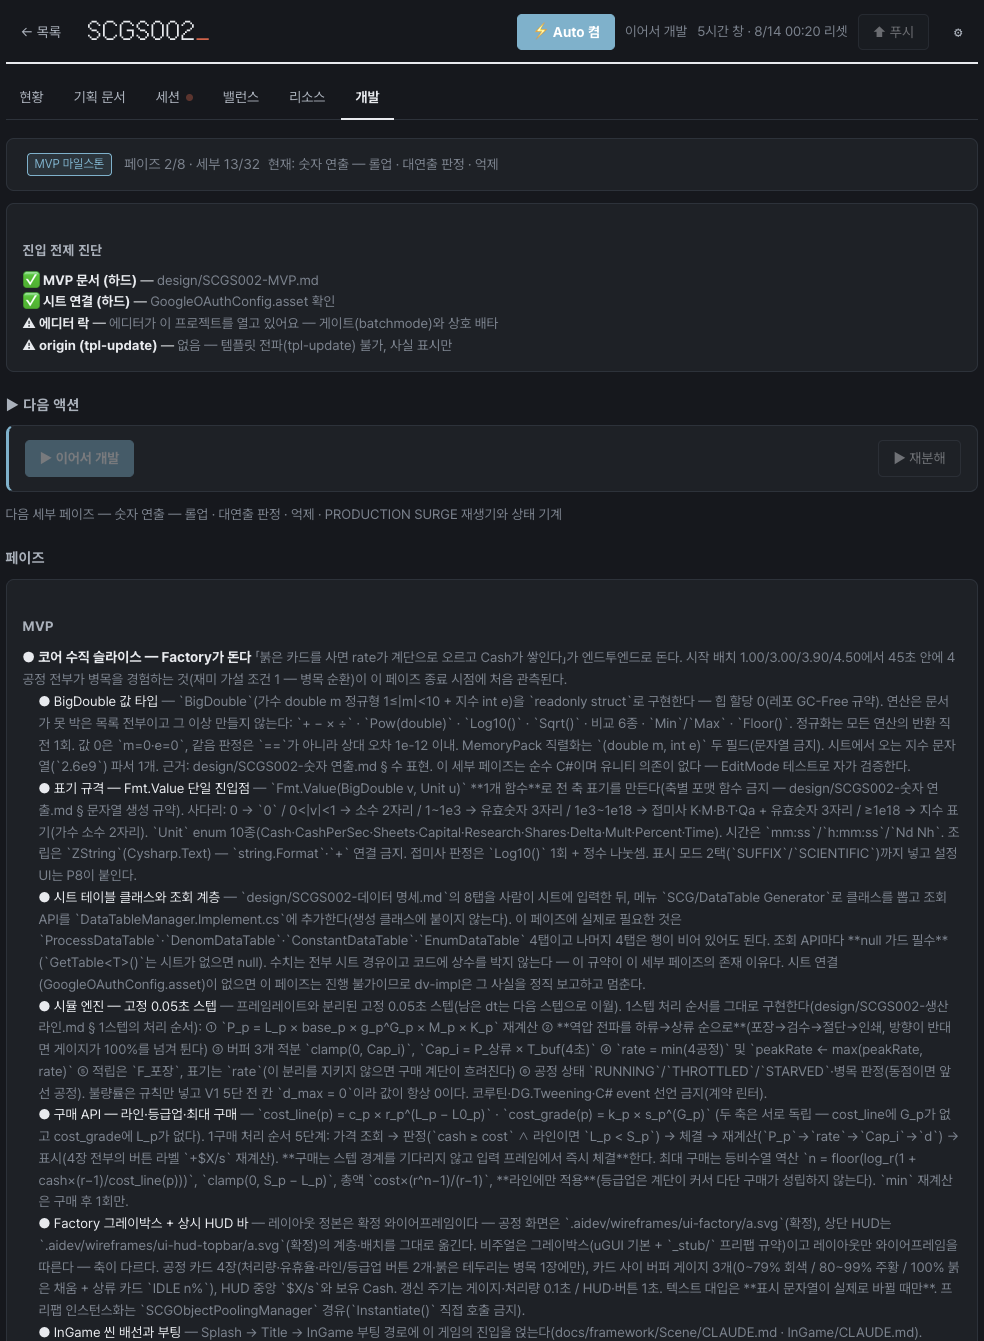 ← 목록
SCGS002_
⚡ Auto 켬
이어서 개발
5시간 창 · 8/14 00:20 리셋
⬆ 푸시
⚙
현황
기획 문서
세션 ●
밸런스
리소스
개발
MVP 마일스톤 페이즈 2/8 · 세부 13/32 현재: 숫자 연출 — 롤업 · 대연출 판정 · 억제
진입 전제 진단
✅ MVP 문서 (하드) — design/SCGS002-MVP.md
✅ 시트 연결 (하드) — GoogleOAuthConfig.asset 확인
⚠ 에디터 락 — 에디터가 이 프로젝트를 열고 있어요 — 게이트(batchmode)와 상호 배타
⚠ origin (tpl-update) — 없음 — 템플릿 전파(tpl-update) 불가, 사실 표시만
▶ 다음 액션
▶ 이어서 개발
▶ 재분해
다음 세부 페이즈 — 숫자 연출 — 롤업 · 대연출 판정 · 억제 · PRODUCTION SURGE 재생기와 상태 기계
페이즈
MVP
● 코어 수직 슬라이스 — Factory가 돈다 「붉은 카드를 사면 rate가 계단으로 오르고 Cash가 쌓인다」가 엔드투엔드로 돈다. 시작 배치 1.00/3.00/3.90/4.50에서 45초 안에 4
공정 전부가 병목을 경험하는 것(재미 가설 조건 1 — 병목 순환)이 이 페이즈 종료 시점에 처음 관측된다.
● BigDouble 값 타입 — `BigDouble`(가수 double m 정규형 1≤|m|<10 + 지수 int e)을 `readonly struct`로 구현한다 — 힙 할당 0(레포 GC-Free 규약). 연산은 문서
가 못 박은 목록 전부이고 그 이상 만들지 않는다: `+ − × ÷` · `Pow(double)` · `Log10()` · `Sqrt()` · 비교 6종 · `Min`/`Max` · `Floor()`. 정규화는 모든 연산의 반환 직
전 1회. 값 0은 `m=0·e=0`, 같음 판정은 `==`가 아니라 상대 오차 1e-12 이내. MemoryPack 직렬화는 `(double m, int e)` 두 필드(문자열 금지). 시트에서 오는 지수 문자
열(`2.6e9`) 파서 1개. 근거: design/SCGS002-숫자 연출.md § 수 표현. 이 세부 페이즈는 순수 C#이며 유니티 의존이 없다 — EditMode 테스트로 자가 검증한다.
● 표기 규격 — Fmt.Value 단일 진입점 — `Fmt.Value(BigDouble v, Unit u)` **1개 함수**로 전 축 표기를 만든다(축별 포맷 함수 금지 — design/SCGS002-숫자 연
출.md § 문자열 생성 규약). 사다리: 0 → `0` / 0<|v|<1 → 소수 2자리 / 1~1e3 → 유효숫자 3자리 / 1e3~1e18 → 접미사 K·M·B·T·Qa + 유효숫자 3자리 / ≥1e18 → 지수 표
기(가수 소수 2자리). `Unit` enum 10종(Cash·CashPerSec·Sheets·Capital·Research·Shares·Delta·Mult·Percent·Time). 시간은 `mm:ss`/`h:mm:ss`/`Nd Nh`. 조
립은 `ZString`(Cysharp.Text) — `string.Format`·`+` 연결 금지. 접미사 판정은 `Log10()` 1회 + 정수 나눗셈. 표시 모드 2택(`SUFFIX`/`SCIENTIFIC`)까지 넣고 설정
UI는 P8이 붙인다.
● 시트 테이블 클래스와 조회 계층 — `design/SCGS002-데이터 명세.md`의 8탭을 사람이 시트에 입력한 뒤, 메뉴 `SCG/DataTable Generator`로 클래스를 뽑고 조회
API를 `DataTableManager.Implement.cs`에 추가한다(생성 클래스에 붙이지 않는다). 이 페이즈에 실제로 필요한 것은
`ProcessDataTable`·`DenomDataTable`·`ConstantDataTable`·`EnumDataTable` 4탭이고 나머지 4탭은 행이 비어 있어도 된다. 조회 API마다 **null 가드 필수**
(`GetTable<T>()`는 시트가 없으면 null). 수치는 전부 시트 경유이고 코드에 상수를 박지 않는다 — 이 규약이 이 세부 페이즈의 존재 이유다. 시트 연결
(GoogleOAuthConfig.asset)이 없으면 이 페이즈는 진행 불가이므로 dv-impl은 그 사실을 정직 보고하고 멈춘다.
● 시뮬 엔진 — 고정 0.05초 스텝 — 프레임레이트와 분리된 고정 0.05초 스텝(남은 dt는 다음 스텝으로 이월). 1스텝 처리 순서를 그대로 구현한다(design/SCGS002-생산
라인.md § 1스텝의 처리 순서): ① `P_p = L_p × base_p × g_p^G_p × M_p × K_p` 재계산 ② **역압 전파를 하류→상류 순으로**(포장→검수→절단→인쇄, 방향이 반대
면 게이지가 100%를 넘겨 튄다) ③ 버퍼 3개 적분 `clamp(0, Cap_i)`, `Cap_i = P_상류 × T_buf(4초)` ④ `rate = min(4공정)` 및 `peakRate ← max(peakRate,
rate)` ⑤ 적립은 `F_포장`, 표기는 `rate`(이 분리를 지키지 않으면 구매 계단이 흐려진다) ⑥ 공정 상태 `RUNNING`/`THROTTLED`/`STARVED`·병목 판정(동점이면 앞
선 공정). 불량률은 규칙만 넣고 V1 5단 전 칸 `d_max = 0`이라 값이 항상 0이다. 코루틴·DG.Tweening·C# event 선언 금지(계약 린터).
● 구매 API — 라인·등급업·최대 구매 — `cost_line(p) = c_p × r_p^(L_p − L0_p)` · `cost_grade(p) = k_p × s_p^(G_p)` (두 축은 서로 독립 — cost_line에 G_p가 없
고 cost_grade에 L_p가 없다). 1구매 처리 순서 5단계: 가격 조회 → 판정(`cash ≥ cost` ∧ 라인이면 `L_p < S_p`) → 체결 → 재계산(`P_p`→`rate`→`Cap_i`→`d`) →
표시(4장 전부의 버튼 라벨 `+$X/s` 재계산). **구매는 스텝 경계를 기다리지 않고 입력 프레임에서 즉시 체결**한다. 최대 구매는 등비수열 역산 `n = floor(log_r(1 +
cash×(r−1)/cost_line(p)))`, `clamp(0, S_p − L_p)`, 총액 `cost×(r^n−1)/(r−1)`, **라인에만 적용**(등급업은 계단이 커서 다단 구매가 성립하지 않는다). `min` 재계산
은 구매 후 1회만.
● Factory 그레이박스 + 상시 HUD 바 — 레이아웃 정본은 확정 와이어프레임이다 — 공정 화면은 `.aidev/wireframes/ui-factory/a.svg`(확정), 상단 HUD는
`.aidev/wireframes/ui-hud-topbar/a.svg`(확정)의 계층·배치를 그대로 옮긴다. 비주얼은 그레이박스(uGUI 기본 + `_stub/` 프리팹 규약)이고 레이아웃만 와이어프레임을
따른다 — 축이 다르다. 공정 카드 4장(처리량·유휴율·라인/등급업 버튼 2개·붉은 테두리는 병목 1장에만), 카드 사이 버퍼 게이지 3개(0~79% 회색 / 80~99% 주황 / 100% 붉
은 채움 + 상류 카드 `IDLE n%`), HUD 중앙 `$X/s`와 보유 Cash. 갱신 주기는 게이지·처리량 0.1초 / HUD·버튼 1초. 텍스트 대입은 **표시 문자열이 실제로 바뀔 때만**. 프
리팹 인스턴스화는 `SCGObjectPoolingManager` 경유(`Instantiate()` 직접 호출 금지).
● InGame 씬 배선과 부팅 — Splash → Title → InGame 부팅 경로에 이 게임의 진입을 얹는다(docs/framework/Scene/CLAUDE.md · InGame/CLAUDE.md).